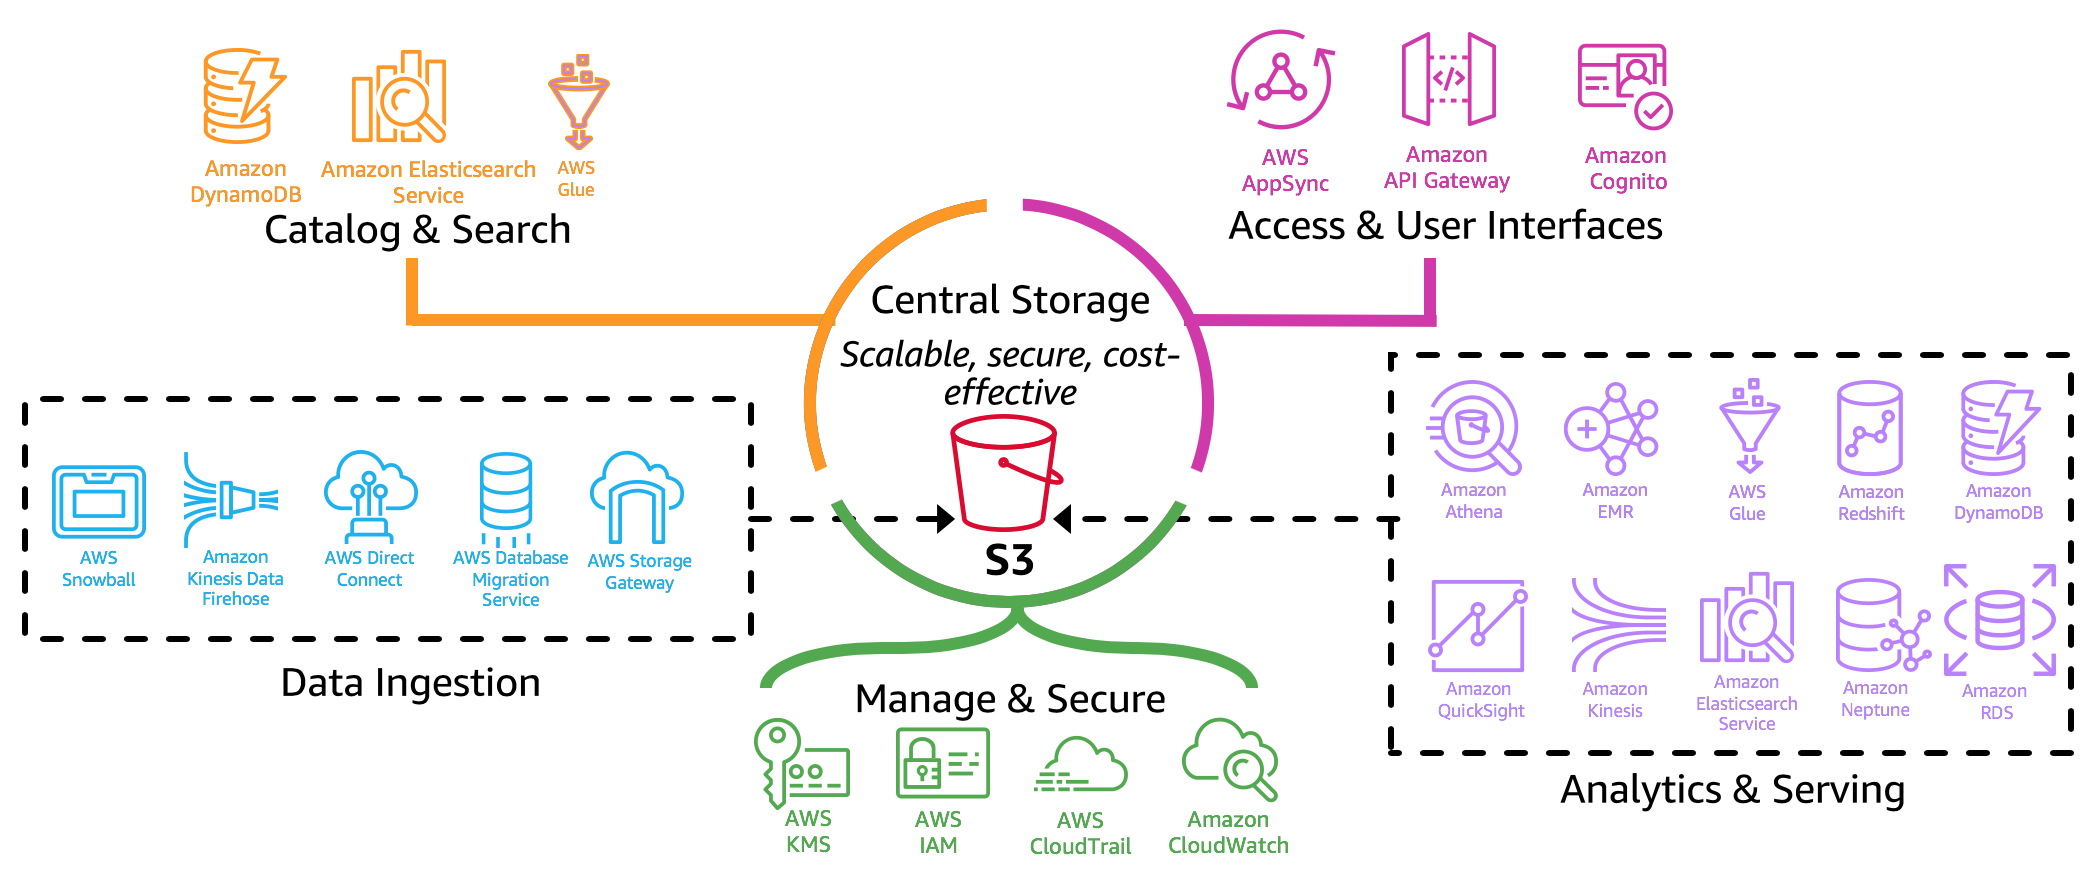 Amazon
DynamoDB
Amazon Elasticsearch
Service
AWS
Glue
Catalog & Search
AWS
AppSync
Amazon
API Gateway
Amazon
Cognito
Access & User Interfaces
Central Storage
Scalable, secure, cost-
effective
S3
AWS
Snowball
Amazon
Kinesis Data
Firehose
AWS Direct
Connect
AWS Database
Migration
Service
AWS Storage
Gateway
Data Ingestion
Amazon
Athena
Amazon
EMR
AWS
Glue
Amazon
Redshift
Amazon
DynamoDB
Amazon
QuickSight
Amazon
Kinesis
Amazon
Elasticsearch
Service
Amazon
Neptune
Amazon
RDS
Analytics & Serving
Manage & Secure
AWS
KMS
AWS
IAM
AWS
CloudTrail
Amazon
CloudWatch